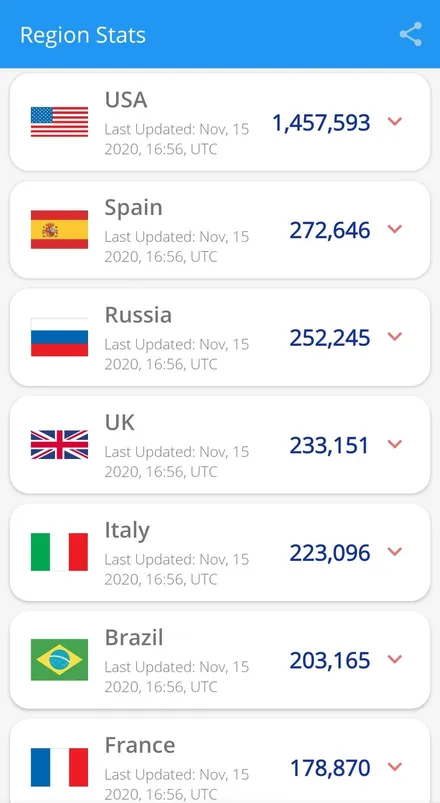 Region Stats
USA
Last Updated: Nov, 15
2020, 16:56, UTC
1,457,593
Spain
Last Updated: Nov, 15
2020, 16:56, UTC
272,646
Russia
Last Updated: Nov, 15
2020, 16:56, UTC
252,245
UK
Last Updated: Nov, 15
2020, 16:56, UTC
233,151
Italy
Last Updated: Nov, 15
2020, 16:56, UTC
223,096
Brazil
Last Updated: Nov, 15
2020, 16:56, UTC
203,165
France
Last Updated: Nov, 15
2020, 16:56, UTC
178,870